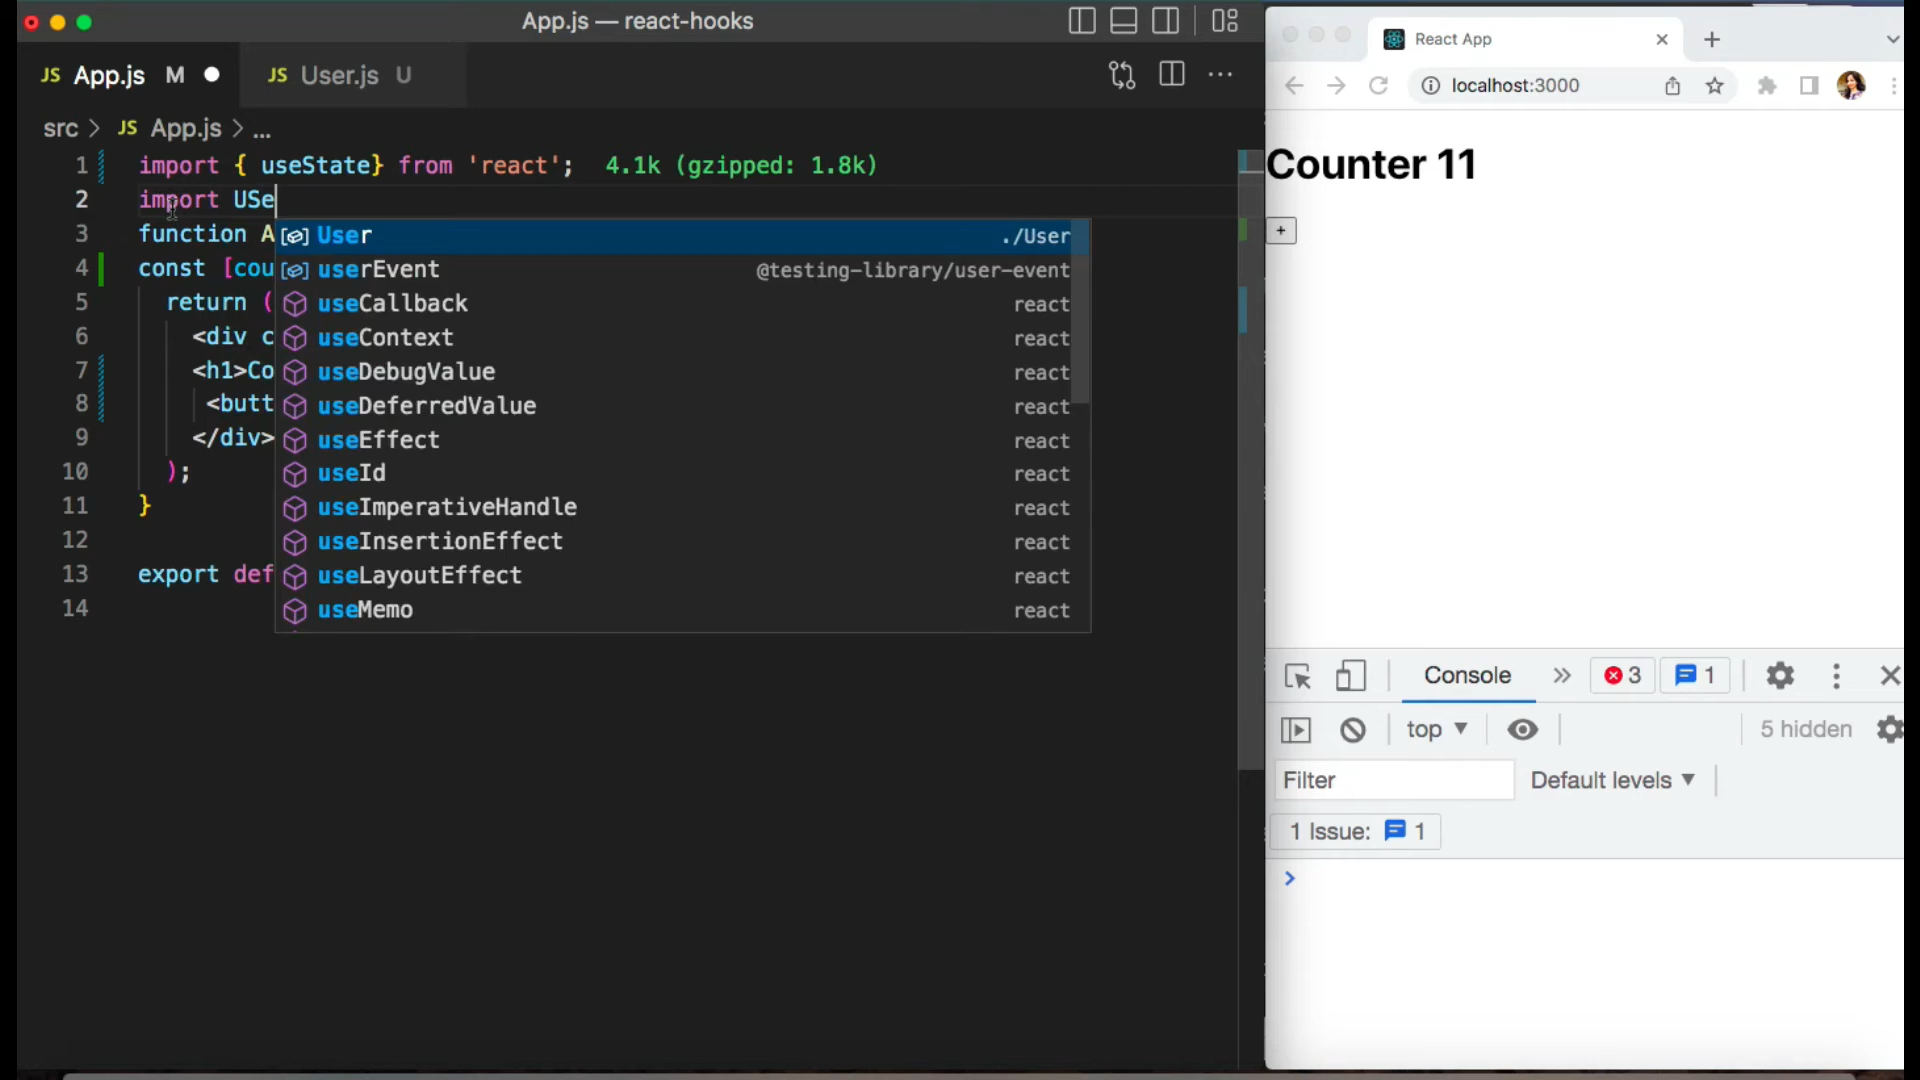 App.js — react-hooks
JS App.js M
JS User.js U
src > JS App.js > ...
1 import { useState} from 'react'; 4.1k (gzipped: 1.8k)
2 import USe
3 function A
4 const [cou
5 return (
6 <div c
7 <h1>Co
8 <butt
9 </div>
10 );
11 }
12
13 export def
14
User ./User
userEvent @testing-library/user-event
useCallback react
useContext react
useDebugValue react
useDeferredValue react
useEffect react
useId react
useImperativeHandle react
useInsertionEffect react
useLayoutEffect react
useMemo react
React App
localhost:3000
Counter 11
+
Console 3 1
top 5 hidden
Filter Default levels
1 Issue: 1